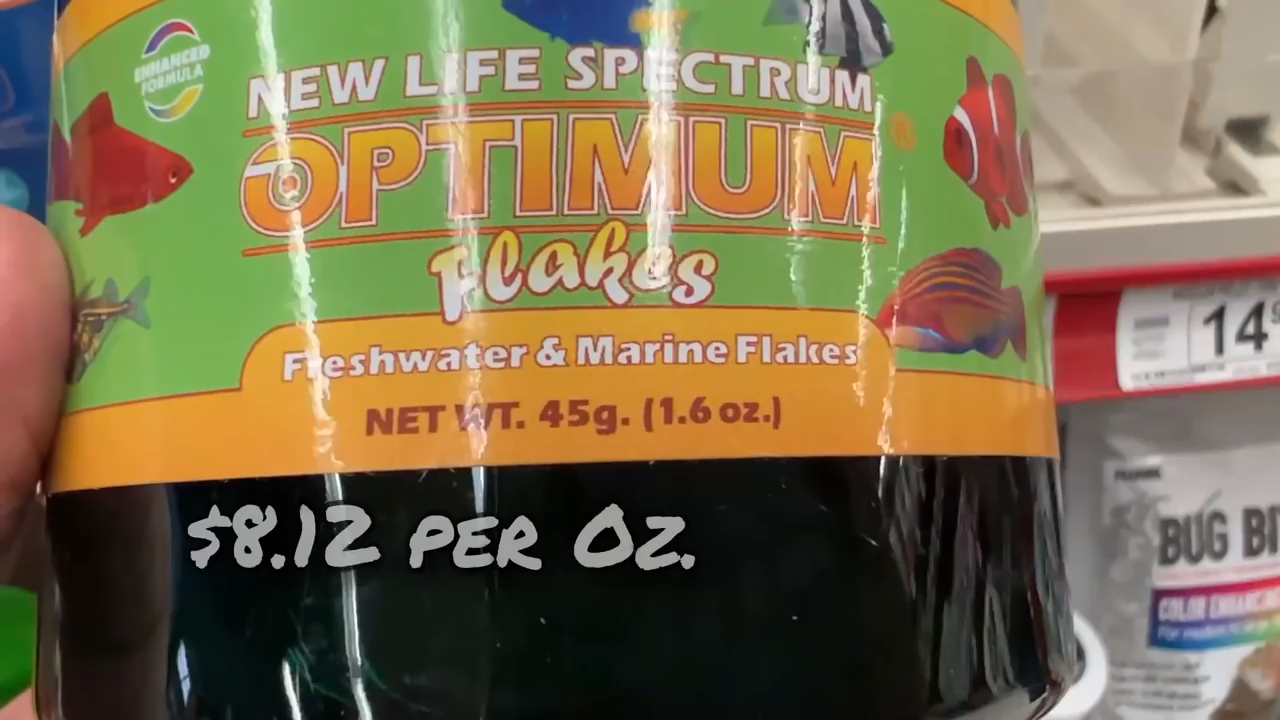 ENHANCED
FORMULA
NEW LIFE SPECTRUM
OPTIMUM®
Flakes
Freshwater & Marine Flakes
NET WT. 45g. (1.6 oz.)
$8.12 PER OZ.
14
BUG BI
COLOR ENHANCING